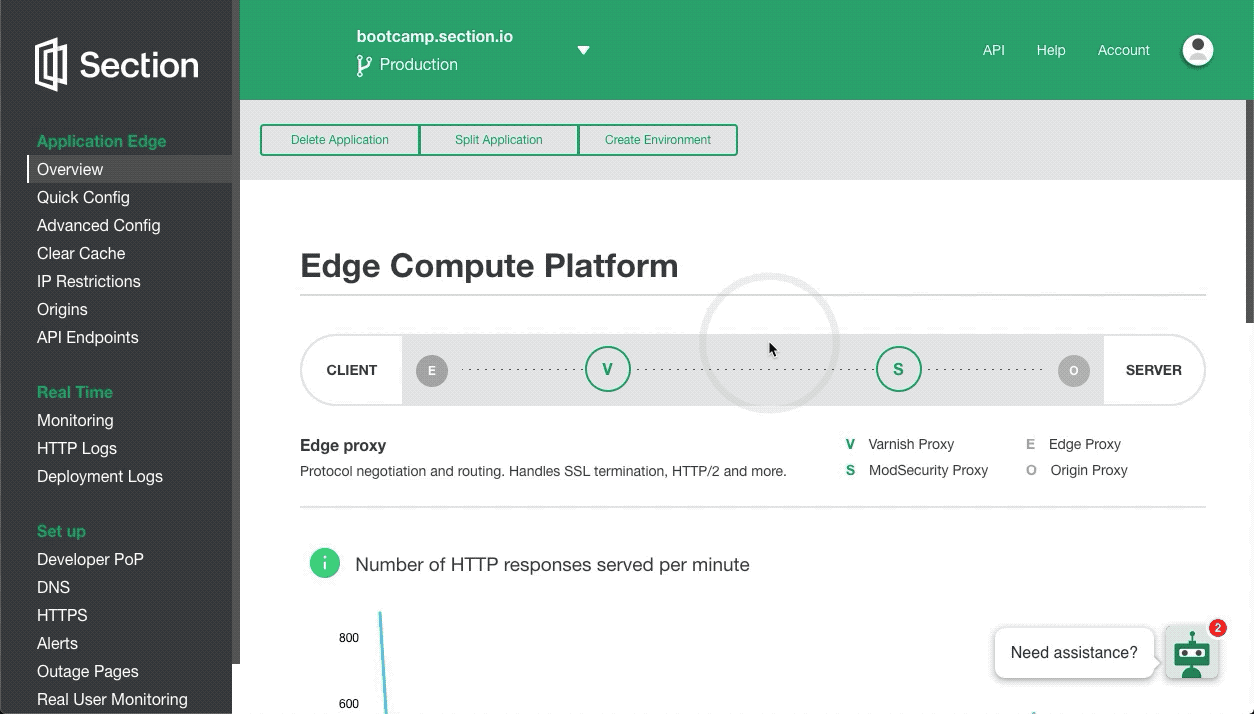 Section
Application Edge
Overview
Quick Config
Advanced Config
Clear Cache
IP Restrictions
Origins
API Endpoints
Real Time
Monitoring
HTTP Logs
Deployment Logs
Set up
Developer PoP
DNS
HTTPS
Alerts
Outage Pages
Real User Monitoring
bootcamp.section.io
Production
API Help Account
Delete Application Split Application Create Environment
Edge Compute Platform
CLIENT E V S O SERVER
Edge proxy
Protocol negotiation and routing. Handles SSL termination, HTTP/2 and more.
V Varnish Proxy E Edge Proxy
S ModSecurity Proxy O Origin Proxy
i Number of HTTP responses served per minute
800
600
Need assistance?
2